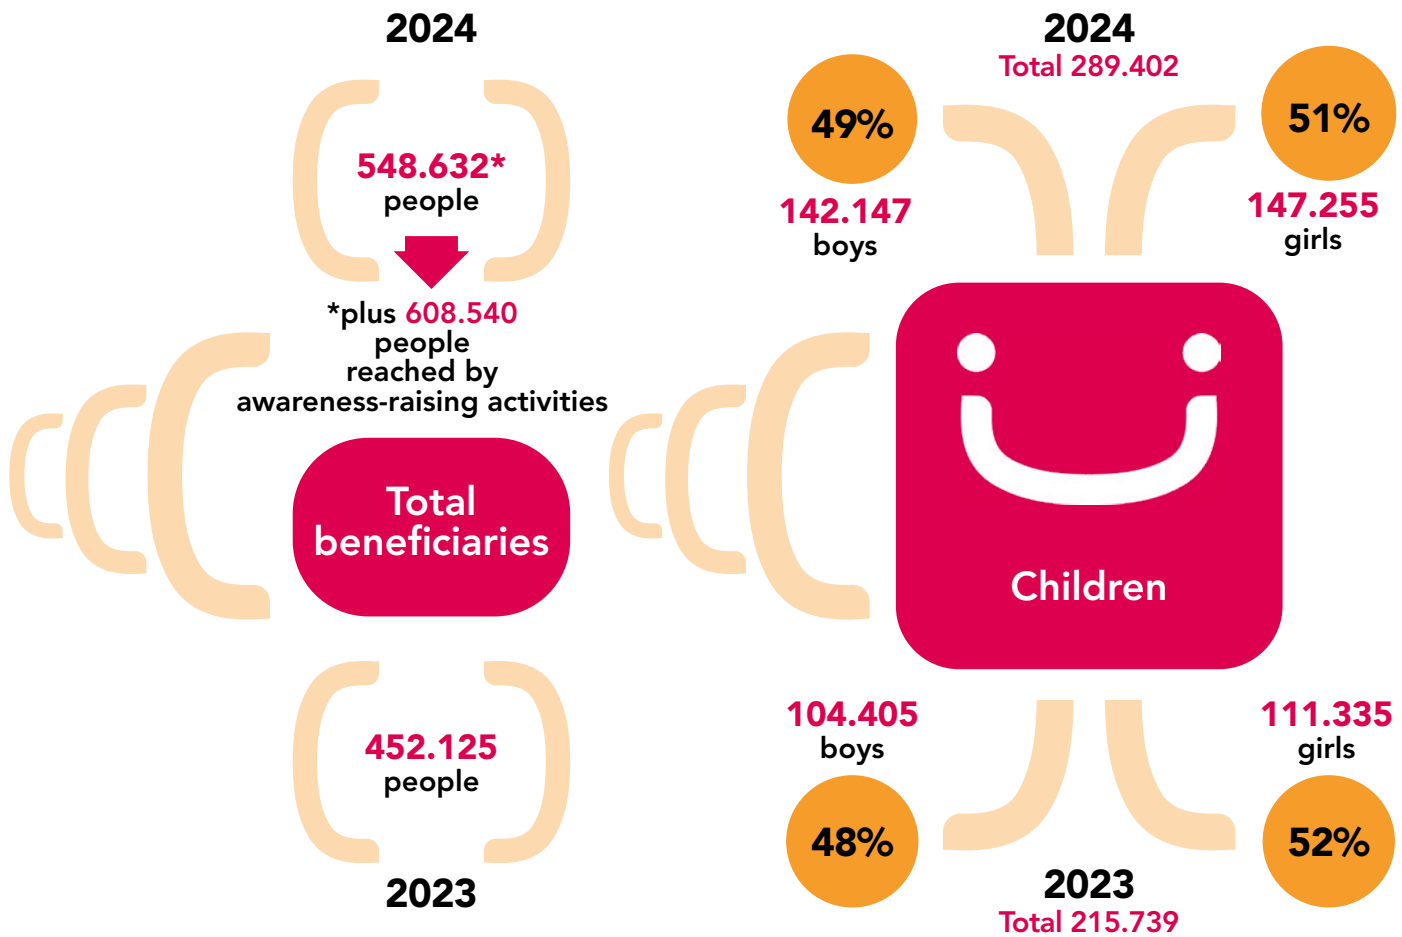 2024
548.632*
people
*plus 608.540
people
reached by
awareness-raising activities
Total
beneficiaries
452.125
people
2023
2024
Total 289.402
49%
142.147
boys
51%
147.255
girls
Children
104.405
boys
48%
111.335
girls
52%
2023
Total 215.739